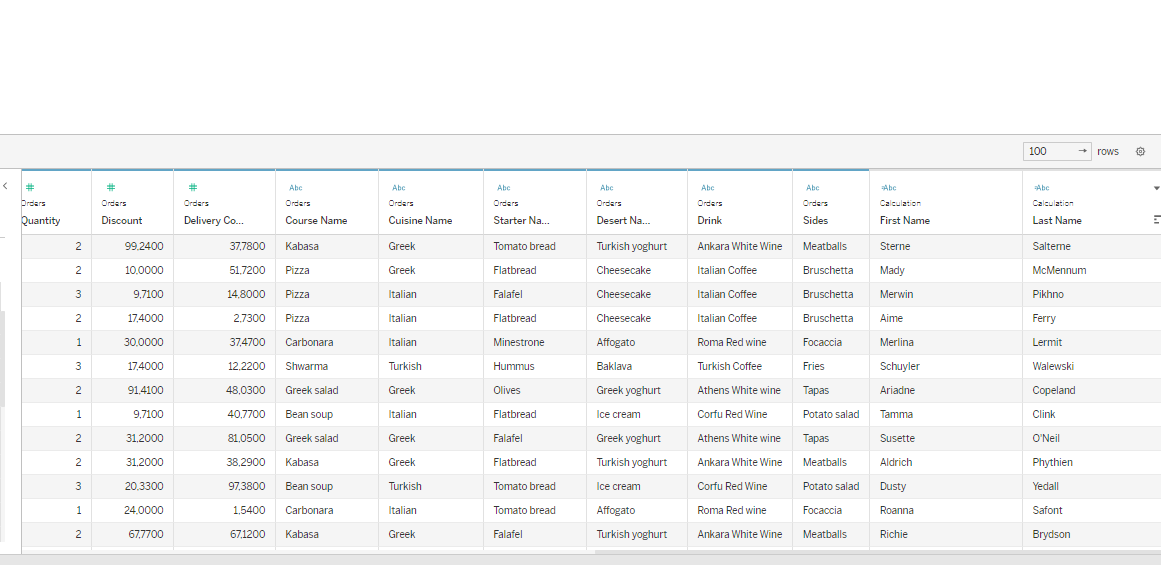 100 → rows
# # # Abc Abc Abc Abc Abc Abc =Abc =Abc
Orders Orders Orders Orders Orders Orders Orders Orders Orders Calculation Calculation
Quantity Discount Delivery Co... Course Name Cuisine Name Starter Na... Desert Na... Drink Sides First Name Last Name
2 99,2400 37,7800 Kabasa Greek Tomato bread Turkish yoghurt Ankara White Wine Meatballs Sterne Salterne
2 10,0000 51,7200 Pizza Greek Flatbread Cheesecake Italian Coffee Bruschetta Mady McMennum
3 9,7100 14,8000 Pizza Italian Falafel Cheesecake Italian Coffee Bruschetta Merwin Pikhno
2 17,4000 2,7300 Pizza Italian Flatbread Cheesecake Italian Coffee Bruschetta Aime Ferry
1 30,0000 37,4700 Carbonara Italian Minestrone Affogato Roma Red wine Focaccia Merlina Lermit
3 17,4000 12,2200 Shwarma Turkish Hummus Baklava Turkish Coffee Fries Schuyler Walewski
2 91,4100 48,0300 Greek salad Greek Olives Greek yoghurt Athens White wine Tapas Ariadne Copeland
1 9,7100 40,7700 Bean soup Italian Flatbread Ice cream Corfu Red Wine Potato salad Tamma Clink
2 31,2000 81,0500 Greek salad Greek Falafel Greek yoghurt Athens White wine Tapas Susette O'Neil
2 31,2000 38,2900 Kabasa Greek Flatbread Turkish yoghurt Ankara White Wine Meatballs Aldrich Phythien
3 20,3300 97,3800 Bean soup Turkish Tomato bread Ice cream Corfu Red Wine Potato salad Dusty Yedall
1 24,0000 1,5400 Carbonara Italian Tomato bread Affogato Roma Red wine Focaccia Roanna Safont
2 67,7700 67,1200 Kabasa Greek Falafel Turkish yoghurt Ankara White Wine Meatballs Richie Brydson